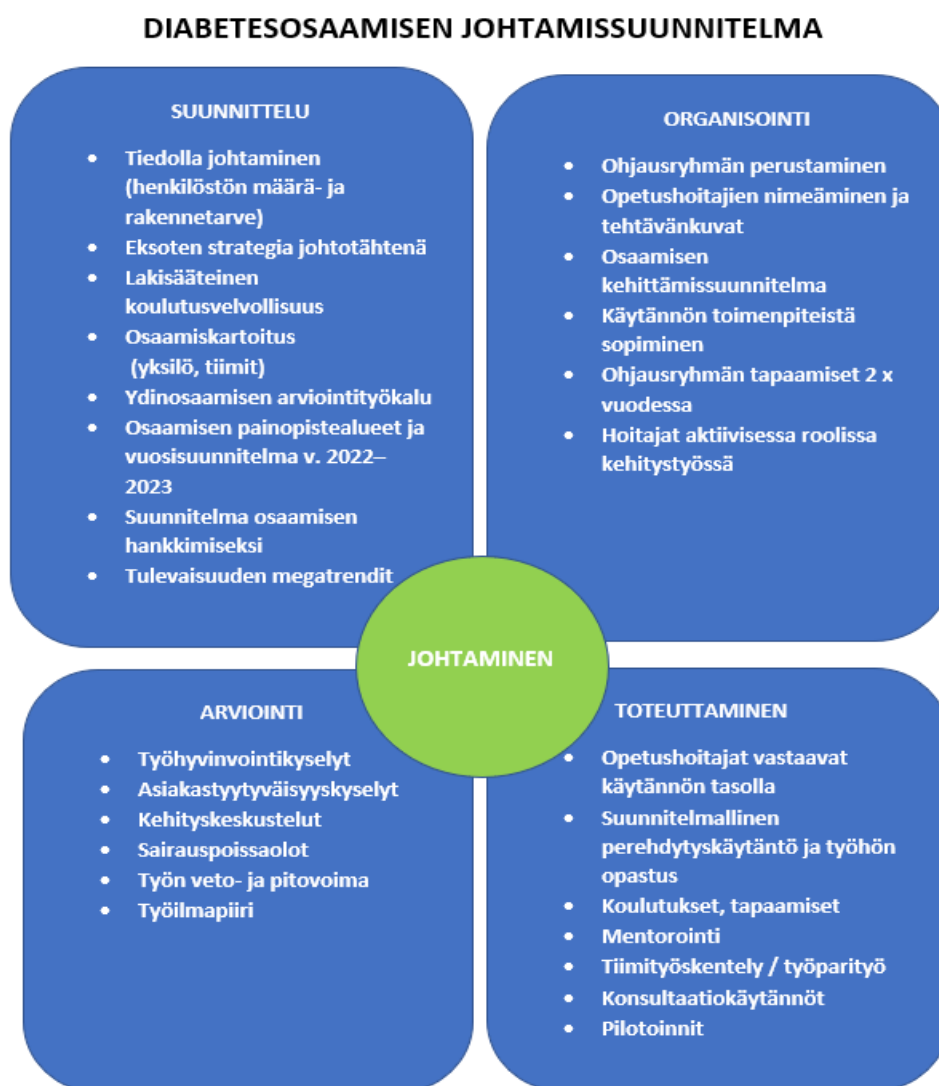 DIABETESOSAAMISEN JOHTAMISSUUNNITELMA
SUUNNITTELU
• Tiedolla johtaminen
(henkilöstön määrä- ja
rakennetarve)
• Eksoten strategia johtotähtenä
• Lakisääteinen
koulutusvelvollisuus
• Osaamiskartoitus
(yksilö, tiimit)
• Ydinosaamisen arviointityökalu
• Osaamisen painopistealueet ja
vuosisuunnitelma v. 2022–
2023
• Suunnitelma osaamisen
hankkimiseksi
• Tulevaisuuden megatrendit
ORGANISOINTI
• Ohjausryhmän perustaminen
• Opetushoitajien nimeäminen ja
tehtävänkuvat
• Osaamisen
kehittämissuunnitelma
• Käytännön toimenpiteistä
sopiminen
• Ohjausryhmän tapaamiset 2 x
vuodessa
• Hoitajat aktiivisessa roolissa
kehitystyössä
JOHTAMINEN
ARVIOINTI
• Työhyvinvointikyselyt
• Asiakastyytyväisyyskyselyt
• Kehityskeskustelut
• Sairauspoissaolot
• Työn veto- ja pitovoima
• Työilmapiiri
TOTEUTTAMINEN
• Opetushoitajat vastaavat
käytännön tasolla
• Suunnitelmallinen
perehdytyskäytäntö ja työhön
opastus
• Koulutukset, tapaamiset
• Mentorointi
• Tiimityöskentely / työparityö
• Konsultaatiokäytännöt
• Pilotoinnit